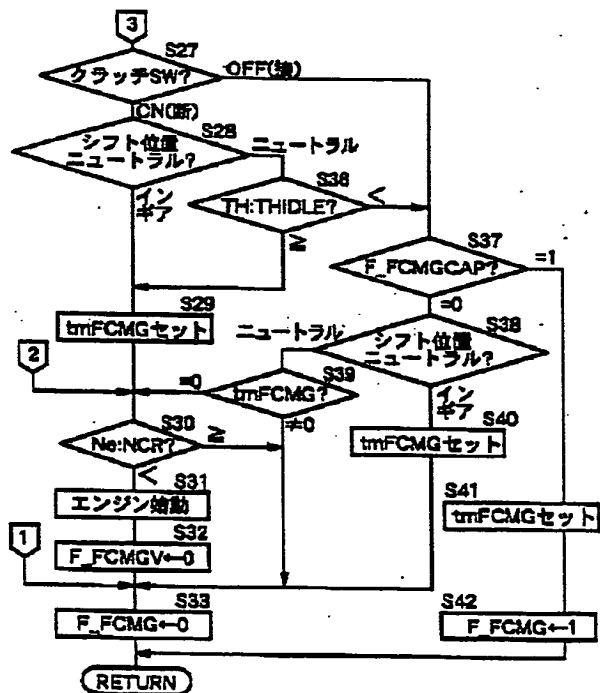 3
S27
クラッチSW?
OFF(接)
ON(断)
S28
シフト位置
ニュートラル?
ニュートラル
イン
ギア
S36
TH:THIDLE?
<
≧
S37
F_FCMGCAP?
=1
=0
S29
tmFCMGセット
S38
シフト位置
ニュートラル?
ニュートラル
イン
ギア
2
S39
tmFCMG?
=0
≠0
S30
Ne:NCR?
≧
<
S40
tmFCMGセット
S31
エンジン始動
S41
tmFCMGセット
S32
F_FCMGV←0
1
S33
F_FCMG←0
S42
F_FCMG←1
RETURN